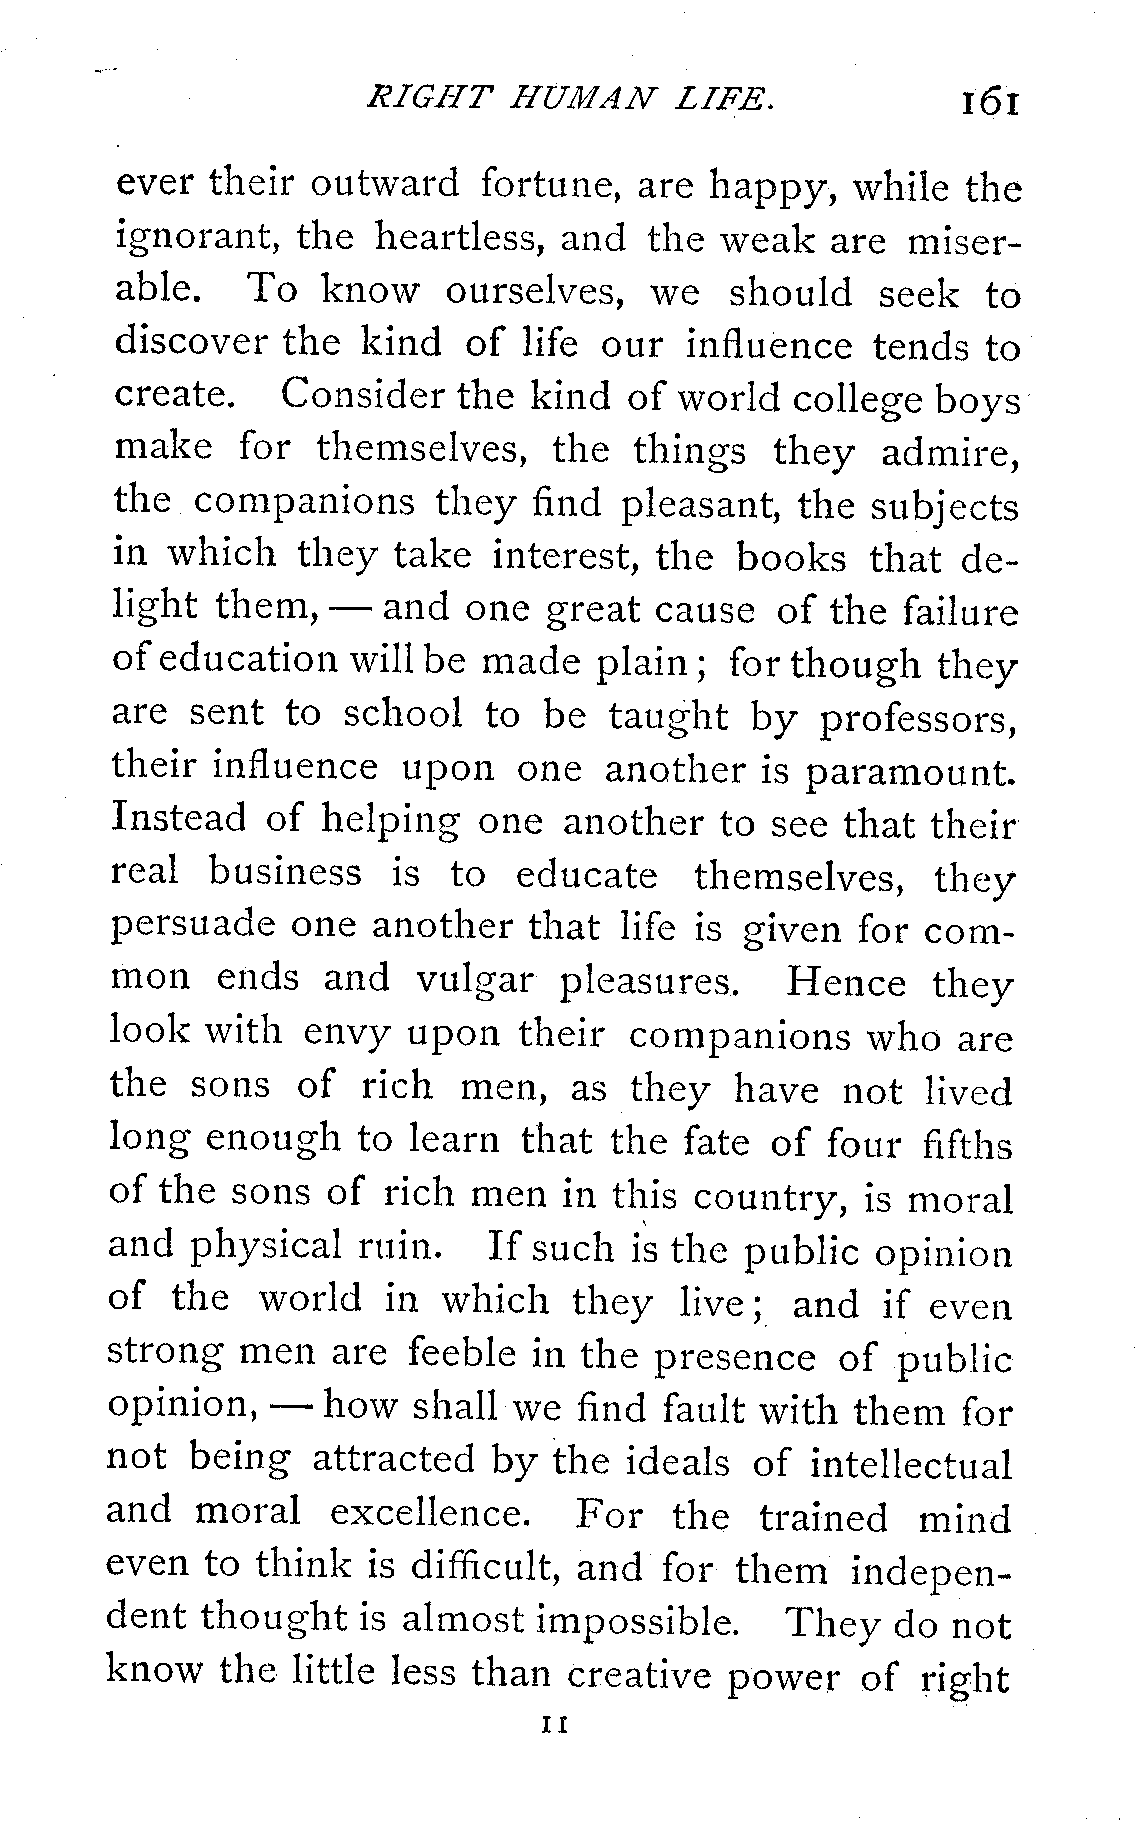 RIGHT HUMAN LIFE. 161
ever their outward fortune, are happy, while the
ignorant, the heartless, and the weak are miser-
able. To know ourselves, we should seek to
discover the kind of life our influence tends to
create. Consider the kind of world college boys
make for themselves, the things they admire,
the companions they find pleasant, the subjects
in which they take interest, the books that de-
light them, — and one great cause of the failure
of education will be made plain; for though they
are sent to school to be taught by professors,
their influence upon one another is paramount.
Instead of helping one another to see that their
real business is to educate themselves, they
persuade one another that life is given for com-
mon ends and vulgar pleasures. Hence they
look with envy upon their companions who are
the sons of rich men, as they have not lived
long enough to learn that the fate of four fifths
of the sons of rich men in this country, is moral
and physical ruin. If such is the public opinion
of the world in which they live; and if even
strong men are feeble in the presence of public
opinion, — how shall we find fault with them for
not being attracted by the ideals of intellectual
and moral excellence. For the trained mind
even to think is difficult, and for them indepen-
dent thought is almost impossible. They do not
know the little less than creative power of right
11